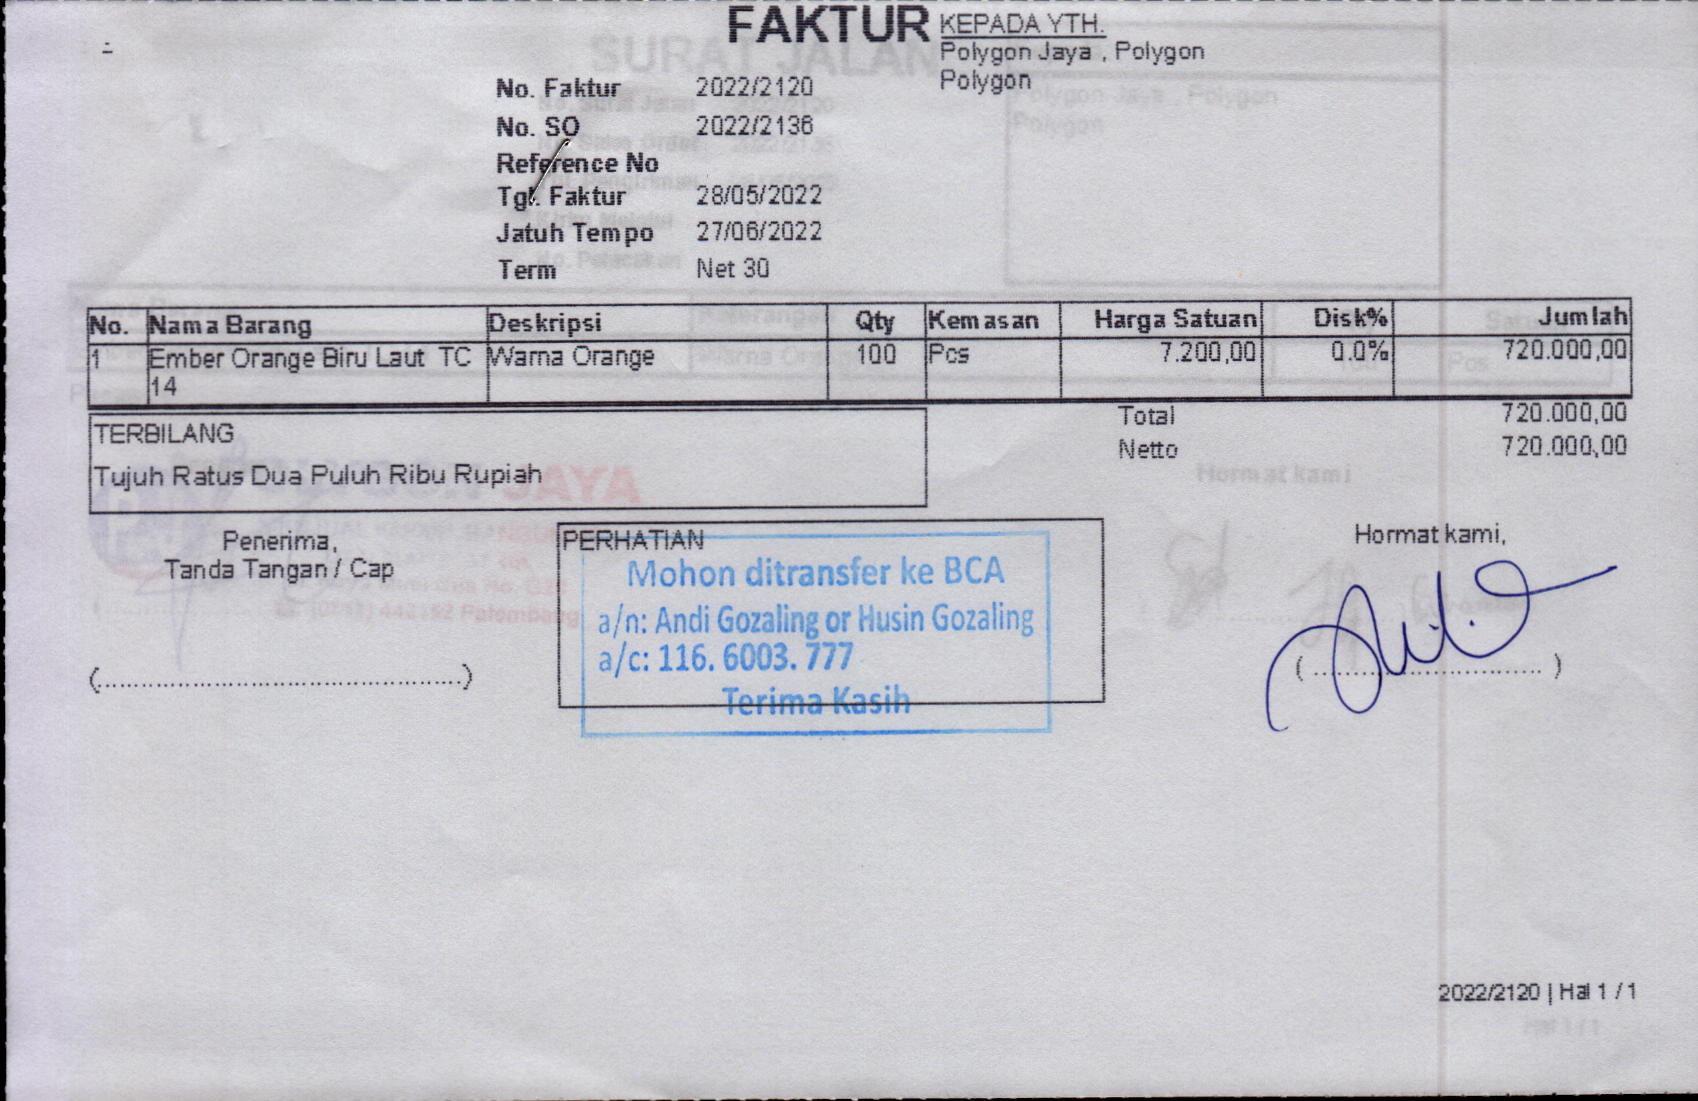 FAKTUR
KEPADA YTH.
Polygon Jaya , Polygon
Polygon
No. Faktur 2022/2120
No. SO 2022/2136
Reference No
Tgl. Faktur 28/05/2022
Jatuh Tempo 27/06/2022
Term Net 30
No. Nama Barang Deskripsi Qty Kemasan Harga Satuan Disk% Jumlah
1 Ember Orange Biru Laut TC Warna Orange 100 Pcs 7.200,00 0.0% 720.000,00
14
Total 720.000,00
Netto 720.000,00
TERBILANG
Tujuh Ratus Dua Puluh Ribu Rupiah
Penerima,
Tanda Tangan / Cap
(................................................)
PERHATIAN
Mohon ditransfer ke BCA
a/n: Andi Gozaling or Husin Gozaling
a/c: 116. 6003. 777
Terima Kasih
Hormat kami,
(................................)
2022/2120 | Hal 1 / 1